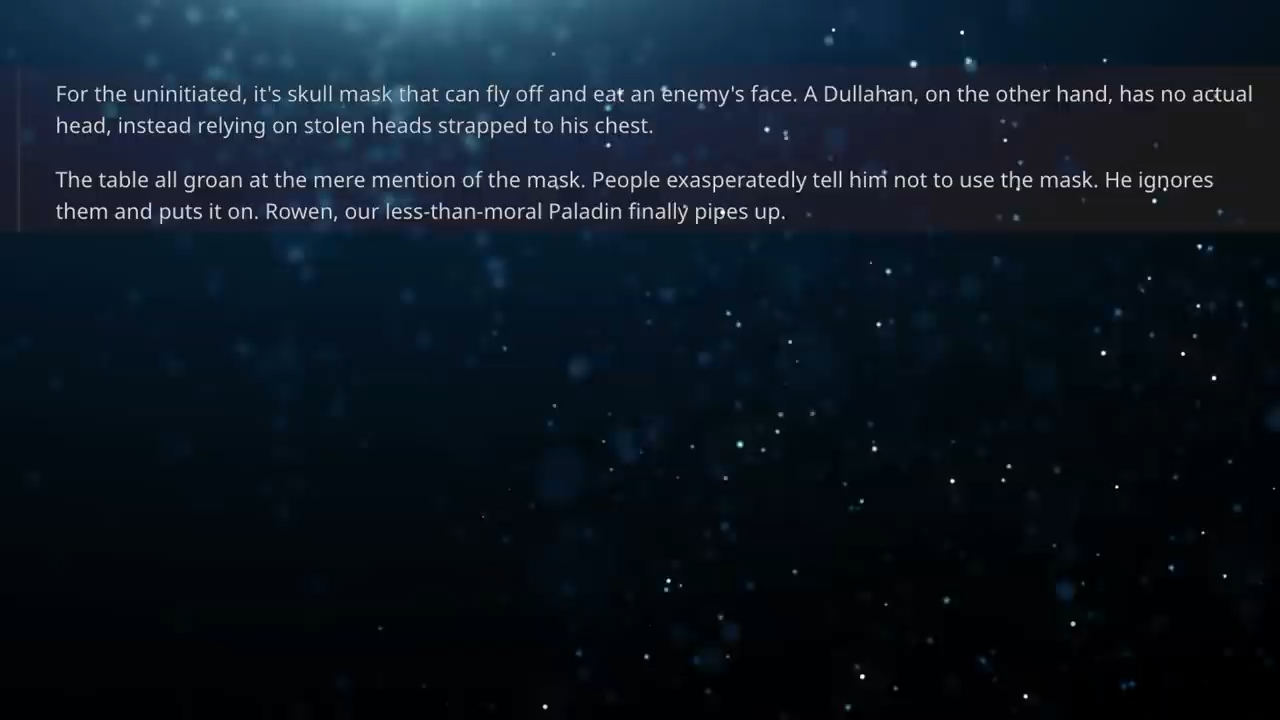 For the uninitiated, it's skull mask that can fly off and eat an enemy's face. A Dullahan, on the other hand, has no actual
head, instead relying on stolen heads strapped to his chest.
The table all groan at the mere mention of the mask. People exasperatedly tell him not to use the mask. He ignores
them and puts it on. Rowen, our less-than-moral Paladin finally pipes up.